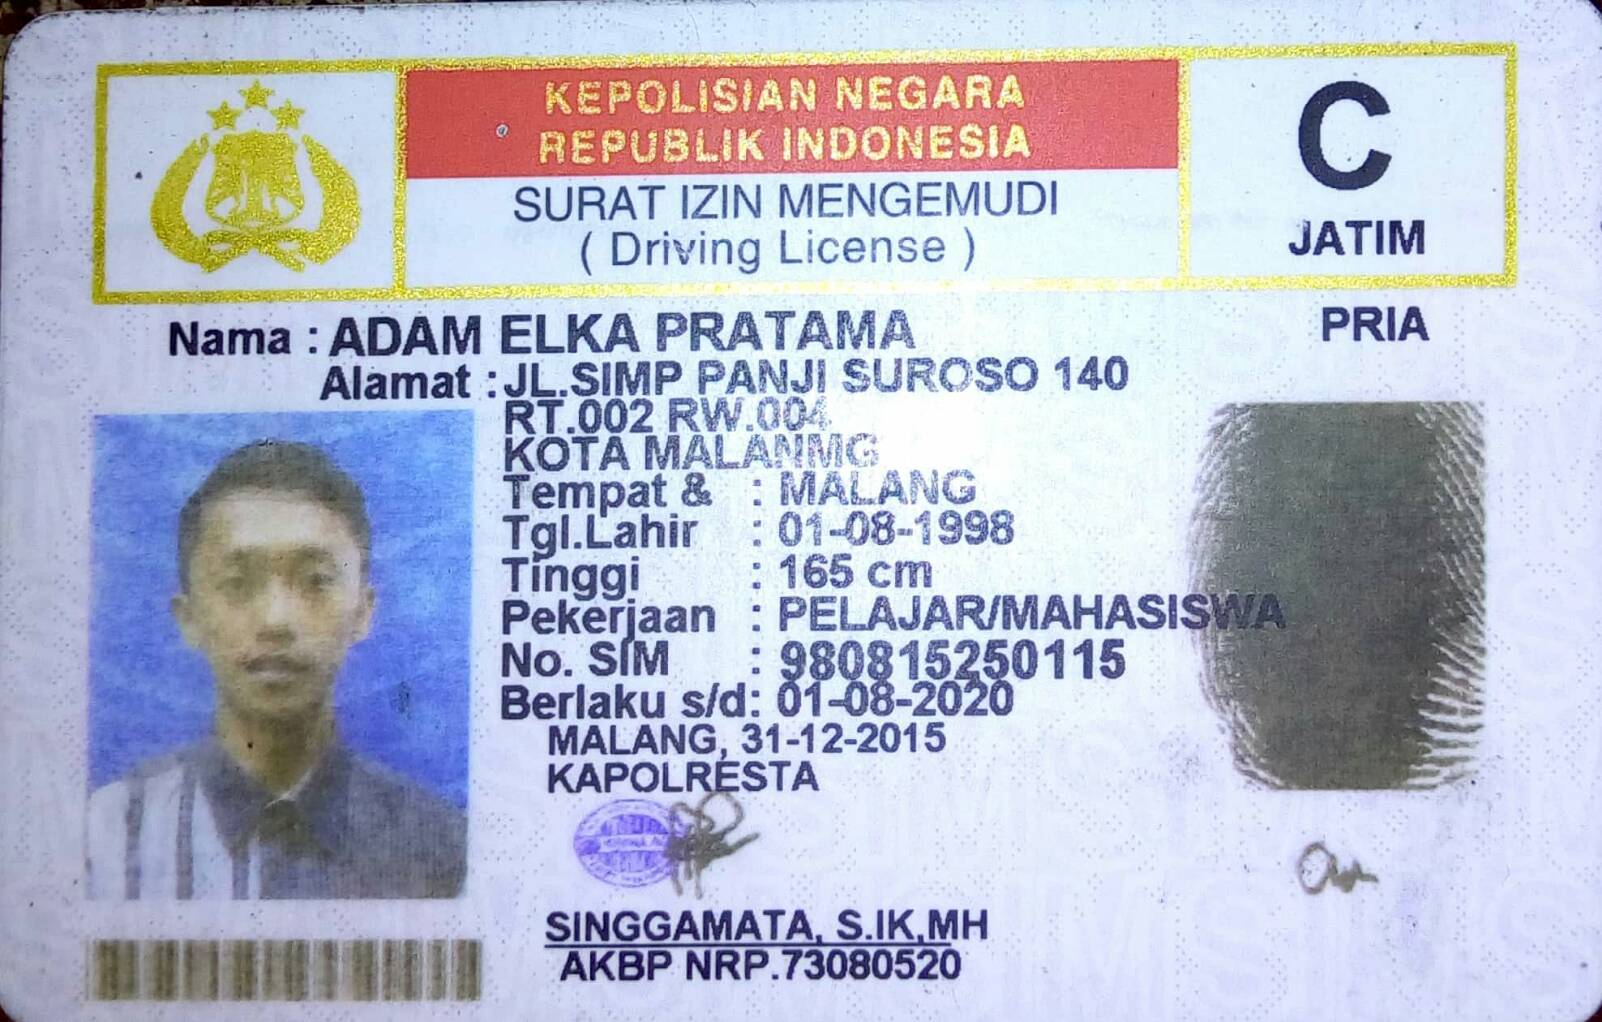 KEPOLISIAN NEGARA
REPUBLIK INDONESIA
SURAT IZIN MENGEMUDI
( Driving License )
C
JATIM
PRIA
Nama : ADAM ELKA PRATAMA
Alamat : JL.SIMP PANJI SUROSO 140
RT.002 RW.004
KOTA MALANMG
Tempat & : MALANG
Tgl.Lahir : 01-08-1998
Tinggi : 165 cm
Pekerjaan : PELAJAR/MAHASISWA
No. SIM : 980815250115
Berlaku s/d: 01-08-2020
MALANG, 31-12-2015
KAPOLRESTA
SINGGAMATA, S.IK,MH
AKBP NRP.73080520